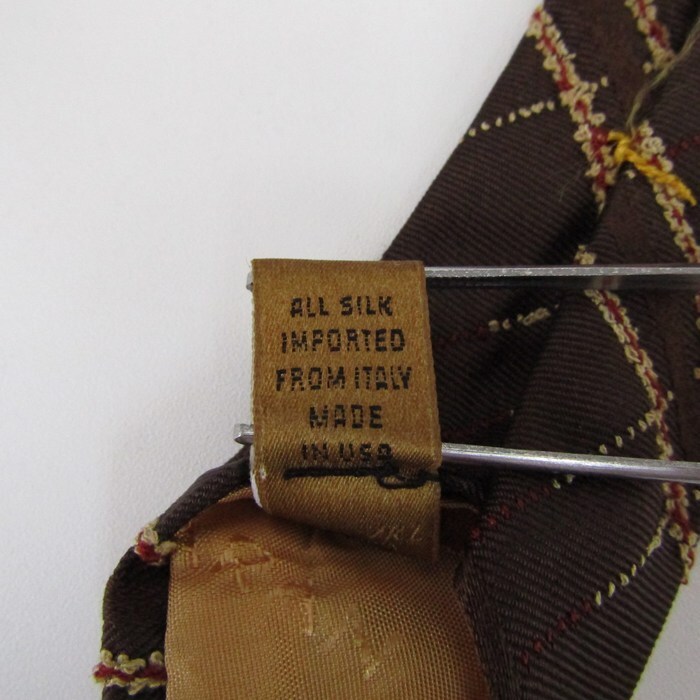 ALL SILK
IMPORTED
FROM ITALY
MADE
IN USA